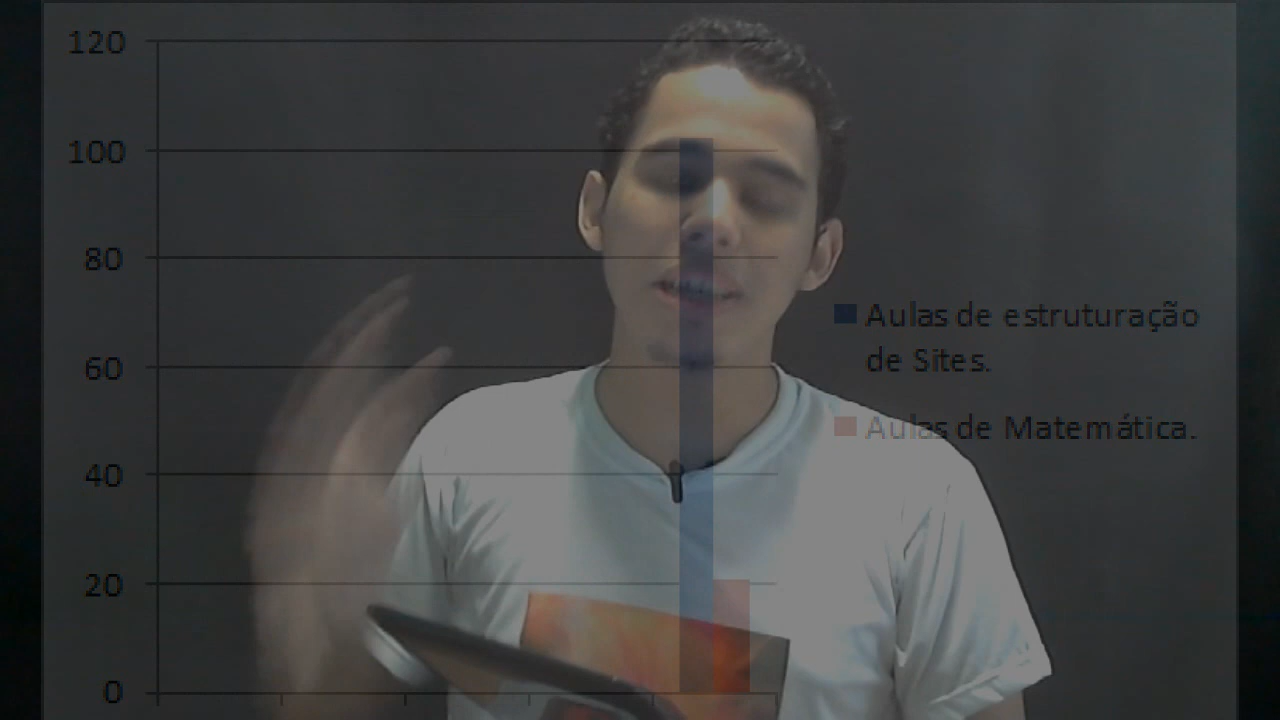 120
100
80
60
40
20
0
Aulas de estruturação
de Sites.
Aulas de Matemática.